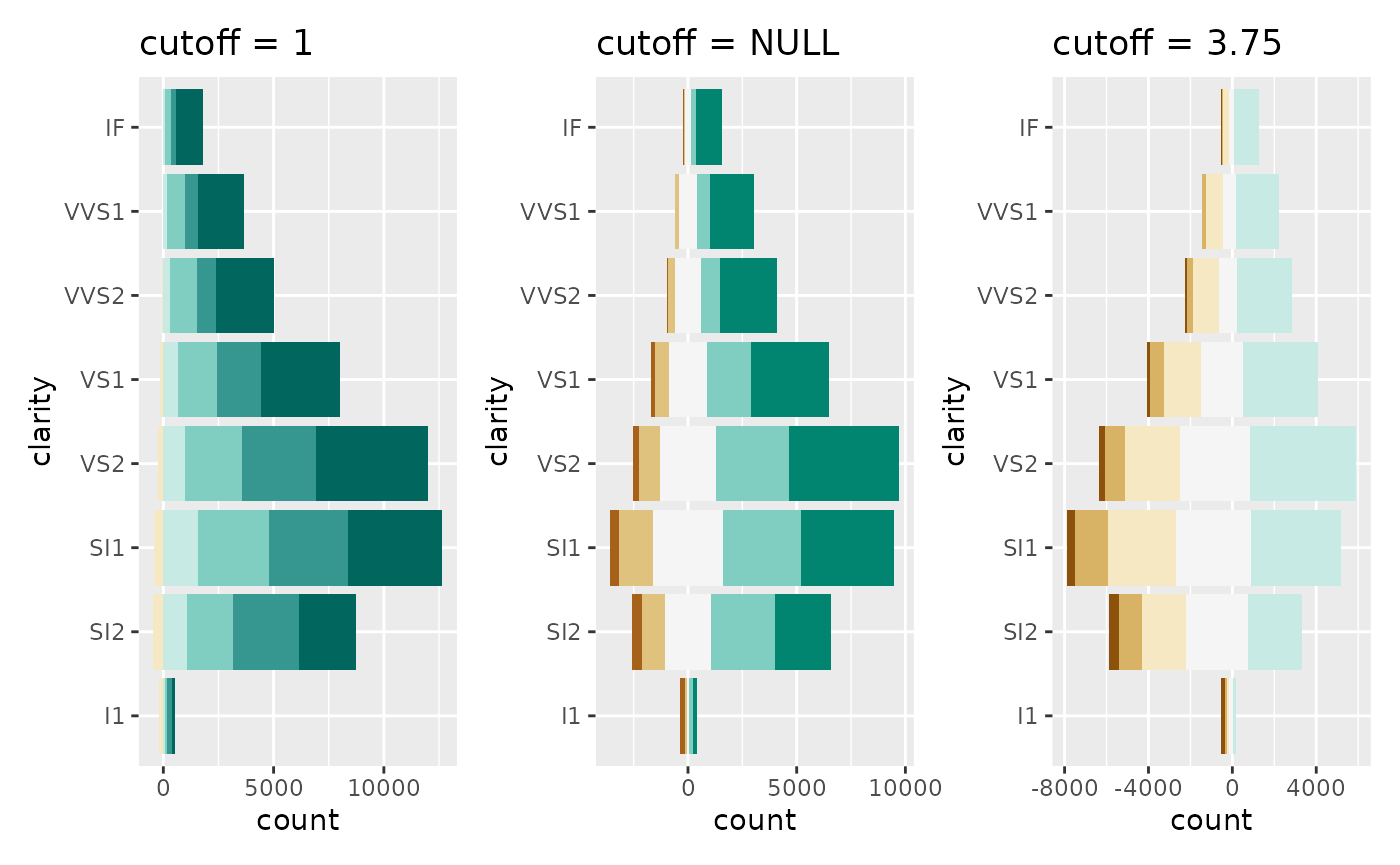 cutoff = 1
IF
VVS1
VVS2
VS1
VS2
SI1
SI2
I1
clarity
0 5000 10000
count
cutoff = NULL
IF
VVS1
VVS2
VS1
VS2
SI1
SI2
I1
clarity
0 5000 10000
count
cutoff = 3.75
IF
VVS1
VVS2
VS1
VS2
SI1
SI2
I1
clarity
-8000 -4000 0 4000
count